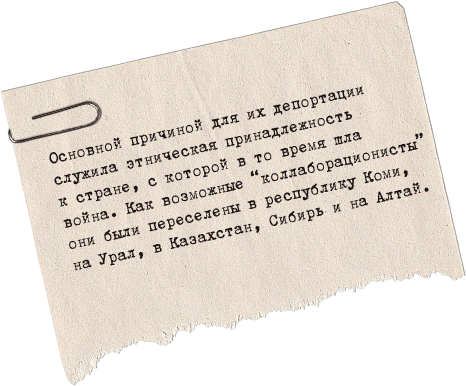 Основной причиной для их депортации
служила этническая принадлежность
к стране, с которой в то время шла
война. Как возможные “коллаборационисты”
они были переселены в республику Коми,
на Урал, в Казахстан, Сибирь и на Алтай.